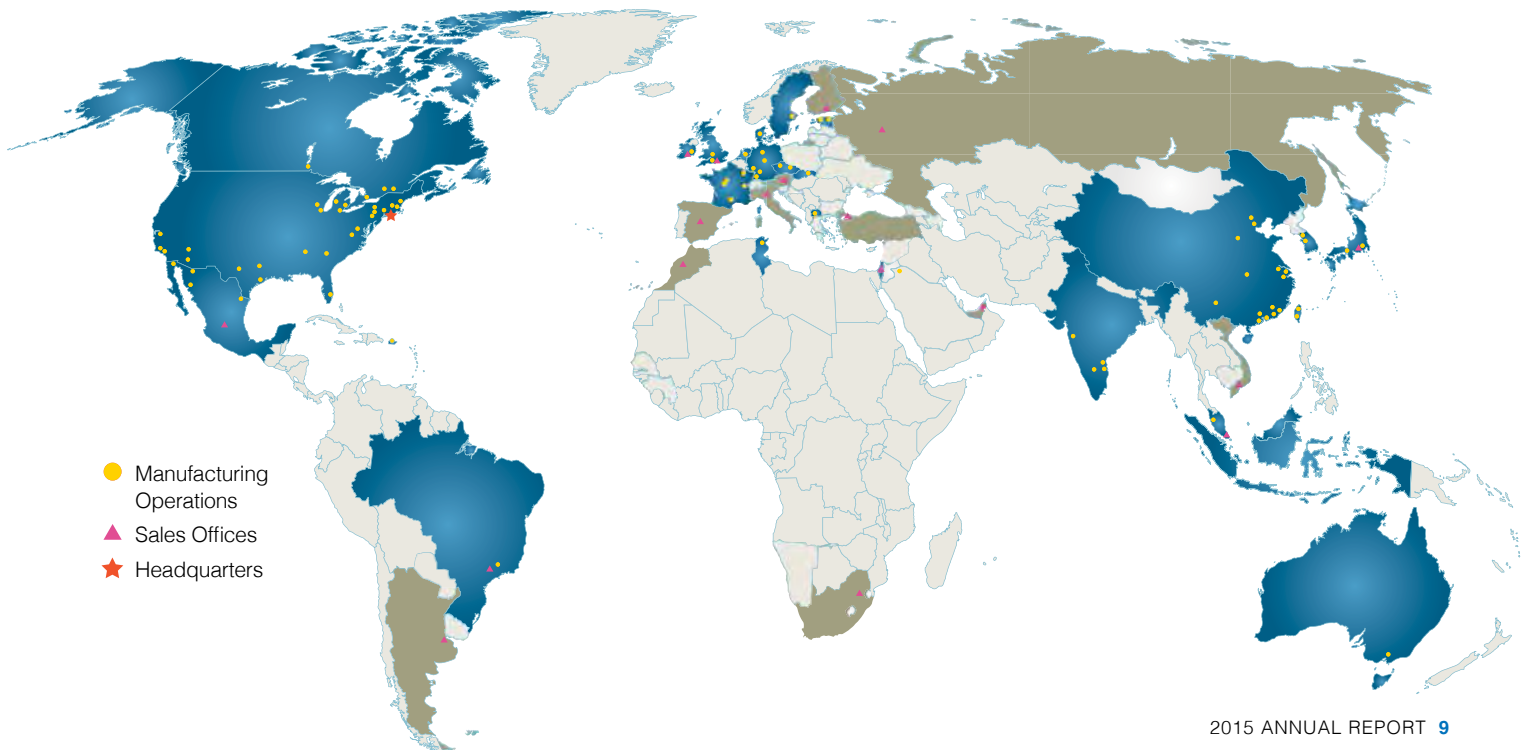 Manufacturing
Operations
Sales Offices
Headquarters
2015 ANNUAL REPORT 9